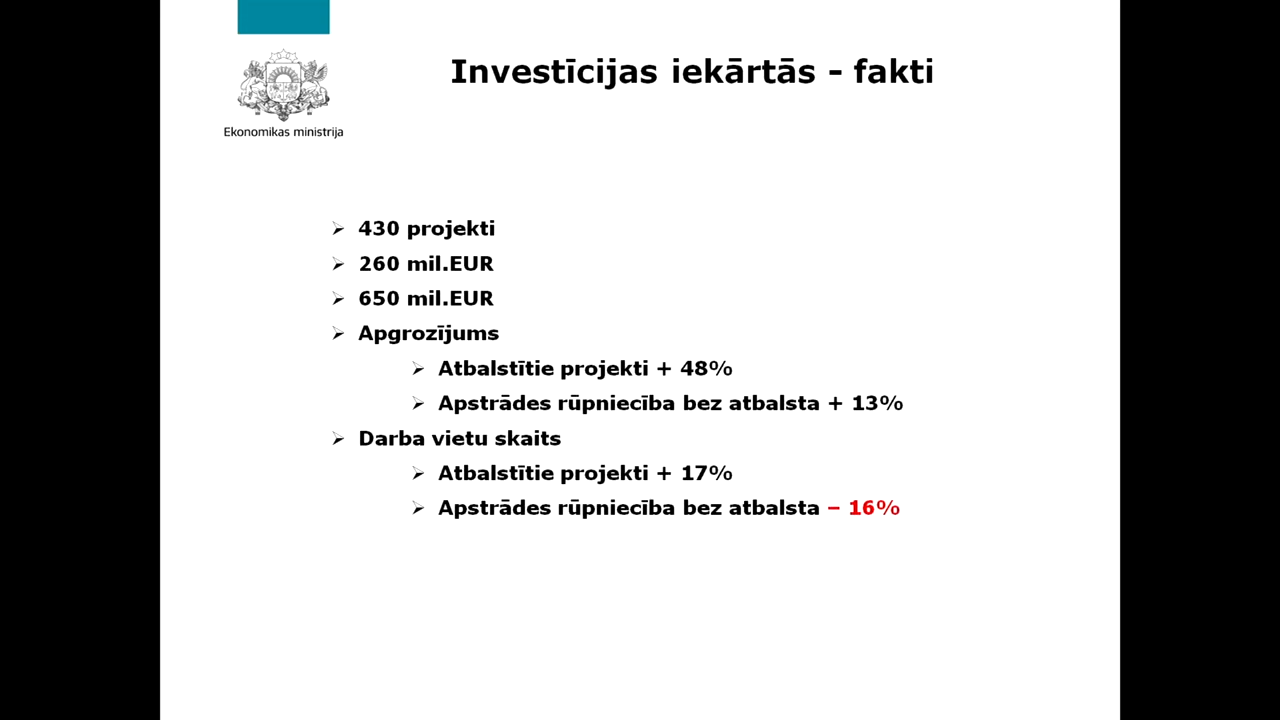 Investīcijas iekārtās - fakti
Ekonomikas ministrija
430 projekti
260 mil.EUR
650 mil.EUR
Apgrozījums
Atbalstītie projekti + 48%
Apstrādes rūpniecība bez atbalsta + 13%
Darba vietu skaits
Atbalstītie projekti + 17%
Apstrādes rūpniecība bez atbalsta – 16%